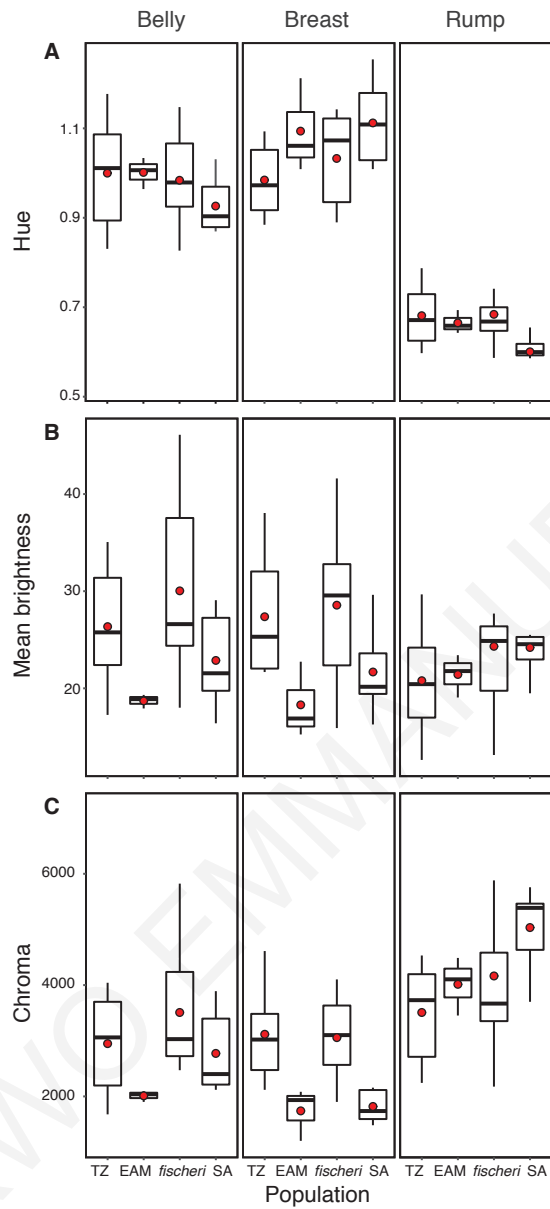 Belly Breast Rump
A
Hue
1.1
0.9
0.7
0.5
B
Mean brightness
40
30
20
C
Chroma
6000
4000
2000
TZ EAM fischeri SA TZ EAM fischeri SA TZ EAM fischeri SA
Population